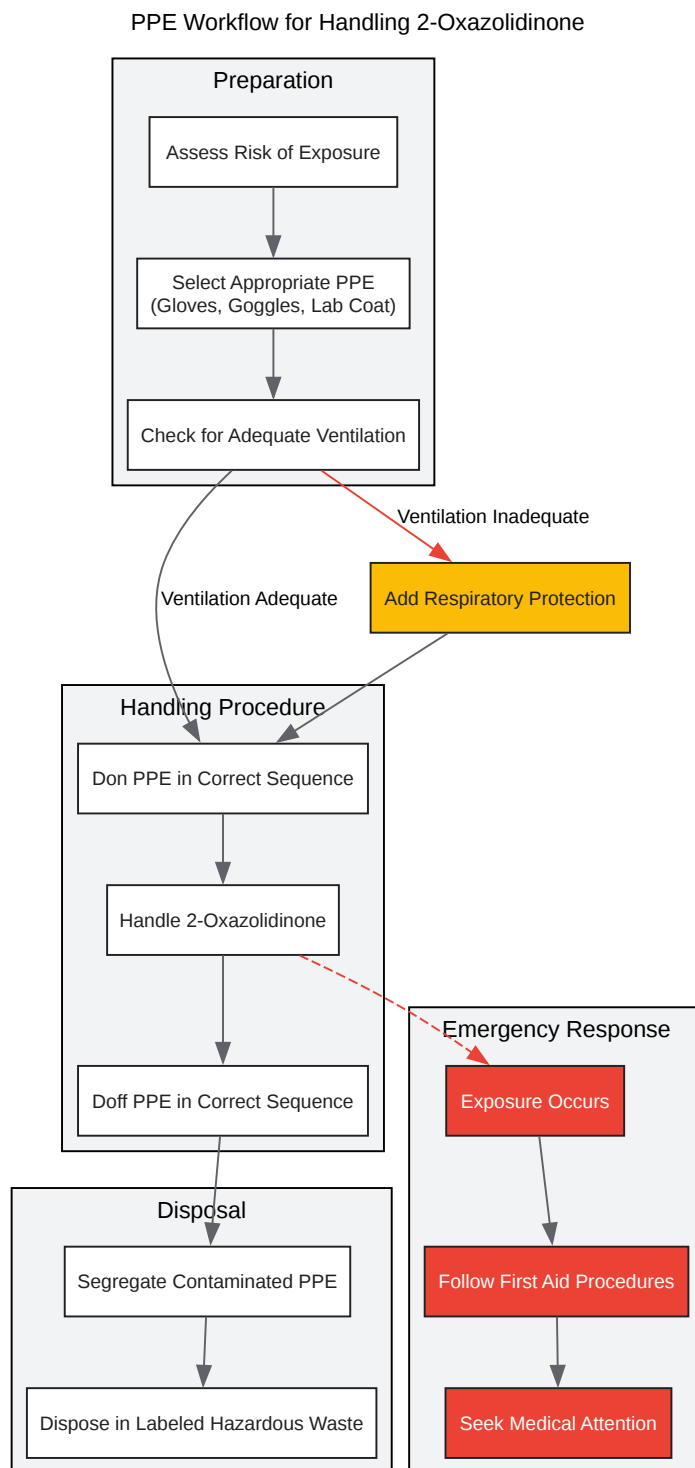 PPE Workflow for Handling 2-Oxazolidinone
Preparation
Assess Risk of Exposure
Select Appropriate PPE
(Gloves, Goggles, Lab Coat)
Check for Adequate Ventilation
Ventilation Inadequate
Ventilation Adequate
Add Respiratory Protection
Handling Procedure
Don PPE in Correct Sequence
Handle 2-Oxazolidinone
Doff PPE in Correct Sequence
Emergency Response
Exposure Occurs
Follow First Aid Procedures
Seek Medical Attention
Disposal
Segregate Contaminated PPE
Dispose in Labeled Hazardous Waste